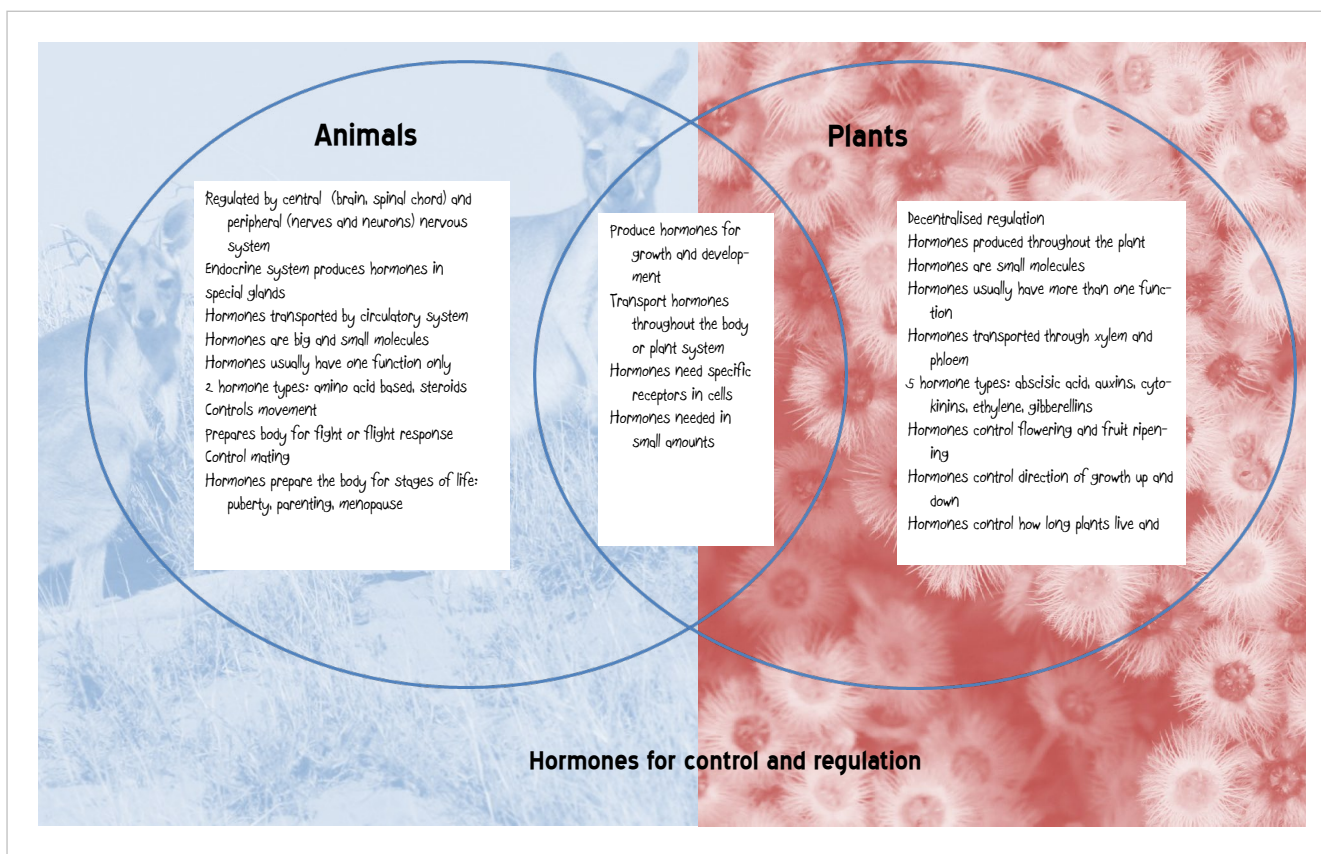 Animals
Plants
Regulated by central (brain, spinal chord) and
peripheral (nerves and neurons) nervous
system
Endocrine system produces hormones in
special glands
Hormones transported by circulatory system
Hormones are big and small molecules
Hormones usually have one function only
2 hormone types: amino acid based, steroids
Controls movement
Prepares body for fight or flight response
Control mating
Hormones prepare the body for stages of life:
puberty, parenting, menopause
Produce hormones for
growth and develop-
ment
Transport hormones
throughout the body
or plant system
Hormones need specific
receptors in cells
Hormones needed in
small amounts
Decentralised regulation
Hormones produced throughout the plant
Hormones are small molecules
Hormones usually have more than one func-
tion
Hormones transported through xylem and
phloem
5 hormone types: abscisic acid, auxins, cyto-
kinins, ethylene, gibberellins
Hormones control flowering and fruit ripen-
ing
Hormones control direction of growth up and
down
Hormones control how long plants live and
Hormones for control and regulation